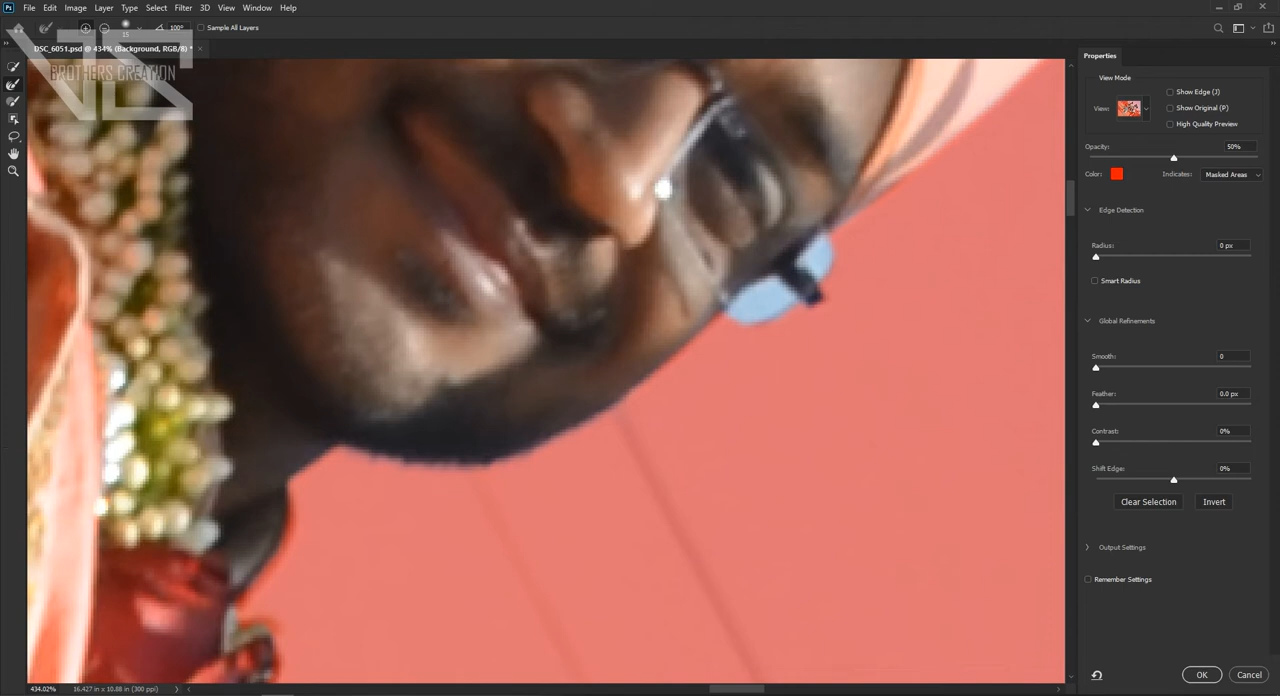 Ps File Edit Image Layer Type Select Filter 3D View Window Help
15 100° Sample All Layers
DSC_6051.psd @ 434% (Background, RGB/8) * ×
BROTHERS CREATION
Properties
View Mode
View:
Show Edge (J)
Show Original (P)
High Quality Preview
Opacity: 50%
Color: Indicates: Masked Areas
Edge Detection
Radius: 0 px
Smart Radius
Global Refinements
Smooth: 0
Feather: 0.0 px
Contrast: 0%
Shift Edge: 0%
Clear Selection Invert
Output Settings
Remember Settings
OK Cancel
434.02% 16.427 in x 10.88 in (300 ppi)